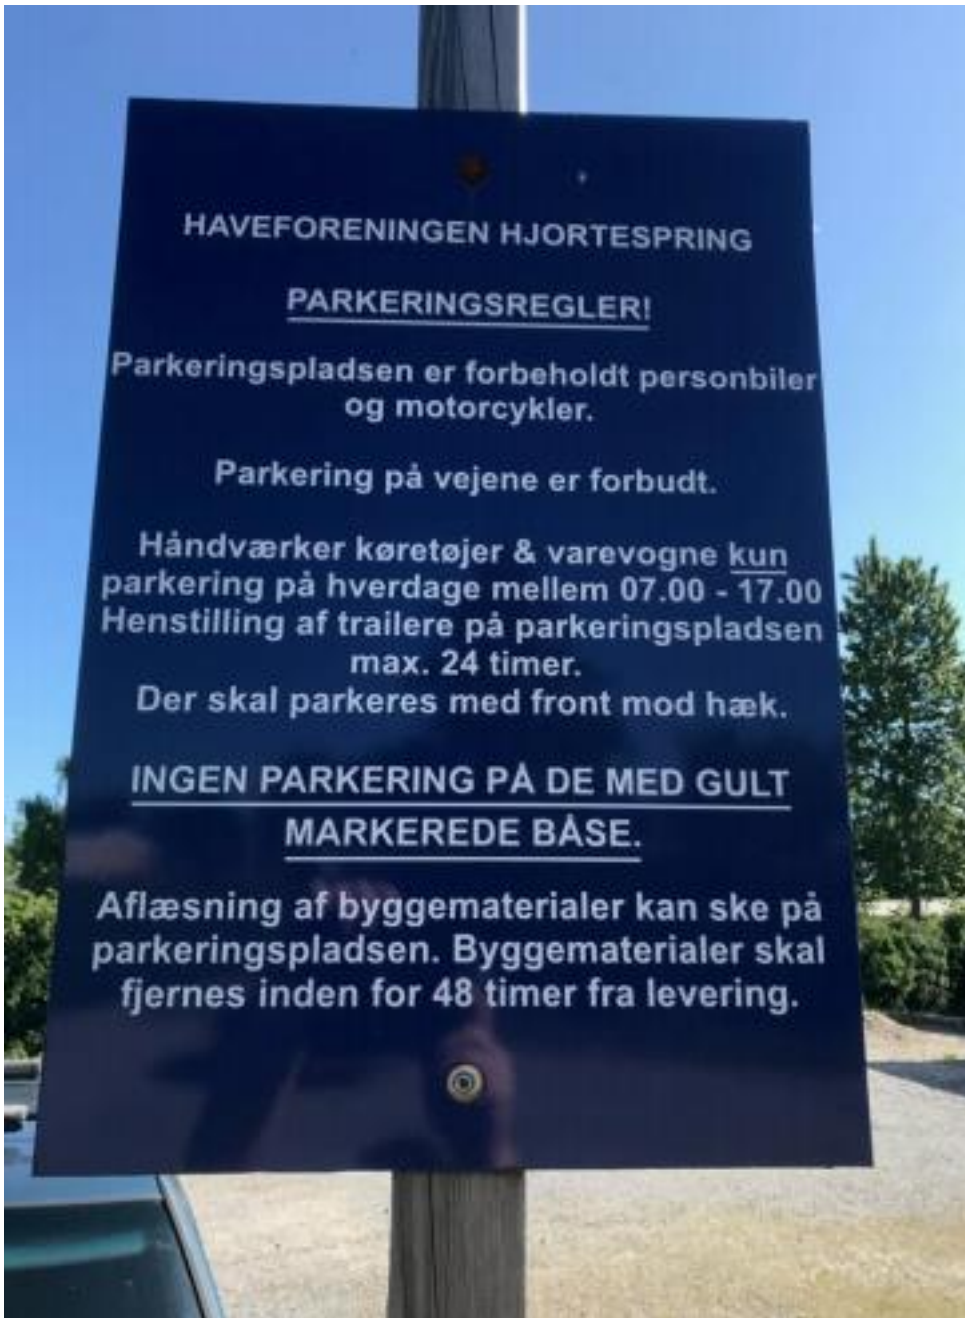 HAVEFORENINGEN HJORTESPRING
PARKERINGSREGLER!
Parkeringspladsen er forbeholdt personbiler
og motorcykler.
Parkering på vejene er forbudt.
Håndværker køretøjer & varevogne kun
parkering på hverdage mellem 07.00 - 17.00
Henstilling af trailere på parkeringspladsen
max. 24 timer.
Der skal parkeres med front mod hæk.
INGEN PARKERING PÅ DE MED GULT
MARKEREDE BÅSE.
Aflæsning af byggematerialer kan ske på
parkeringspladsen. Byggematerialer skal
fjernes inden for 48 timer fra levering.